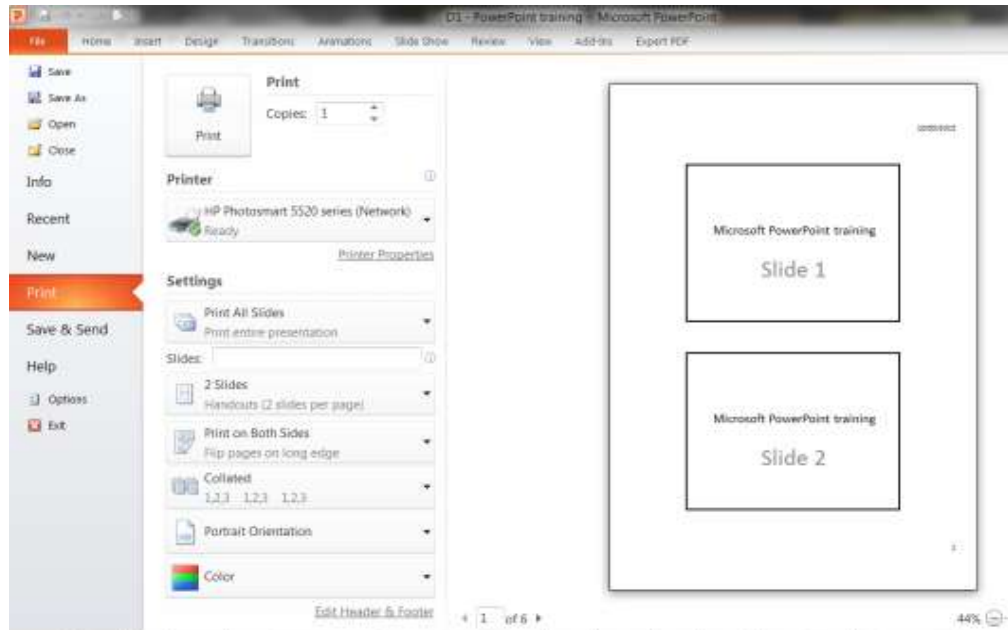 D1 - PowerPoint training - Microsoft PowerPoint
File Home Insert Design Transitions Animations Slide Show Review View Add-Ins Expert PDF
Save
Save As
Open
Close
Info
Recent
New
Print
Save & Send
Help
Options
Exit
Print
Copies: 1
Print
Printer
HP Photosmart 5520 series (Network)
Ready
Printer Properties
Settings
Print All Slides
Print entire presentation
Slides:
2 Slides
Handouts (2 slides per page)
Print on Both Sides
Flip pages on long edge
Collated
1,2,3 1,2,3 1,2,3
Portrait Orientation
Color
Edit Header & Footer
Microsoft PowerPoint training
Slide 1
Microsoft PowerPoint training
Slide 2
1 of 6
44%